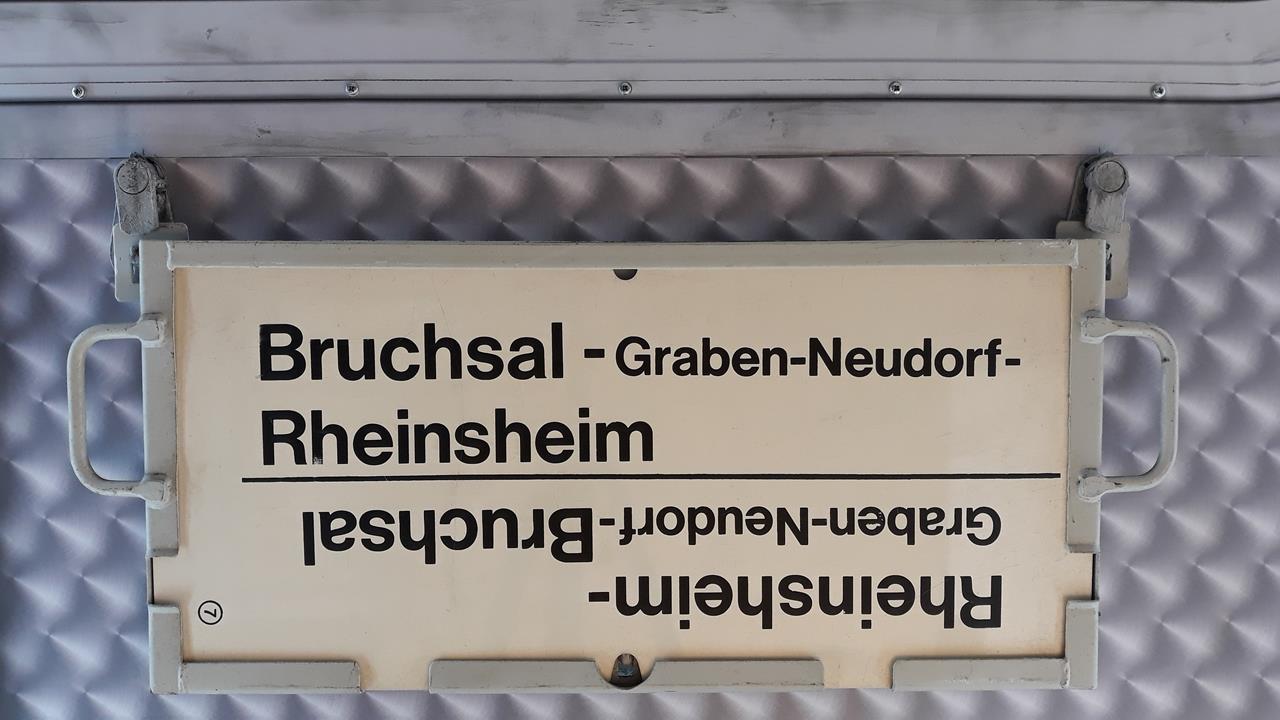 Bruchsal - Graben-Neudorf-
Rheinsheim
Rheinsheim-
Graben-Neudorf-Bruchsal
7